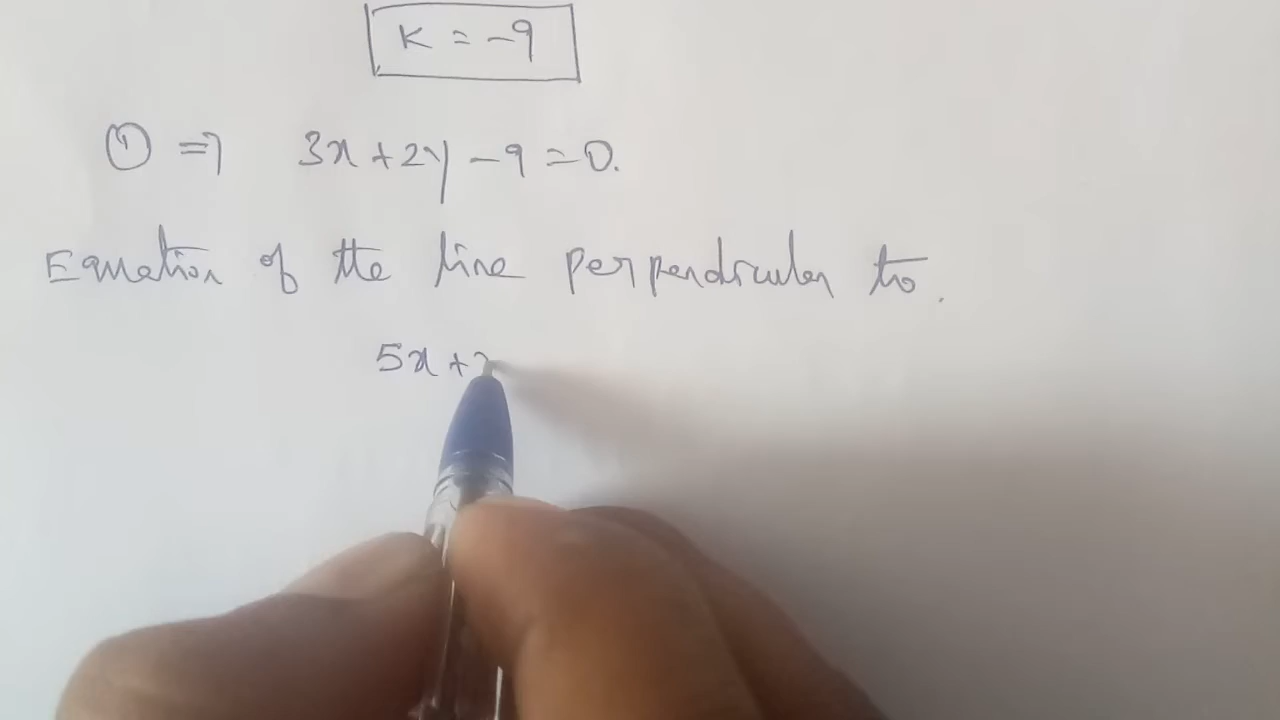 K = -9
① ⇒ 3x + 2y - 9 = 0.
Equation of the line perpendicular to.
5x +